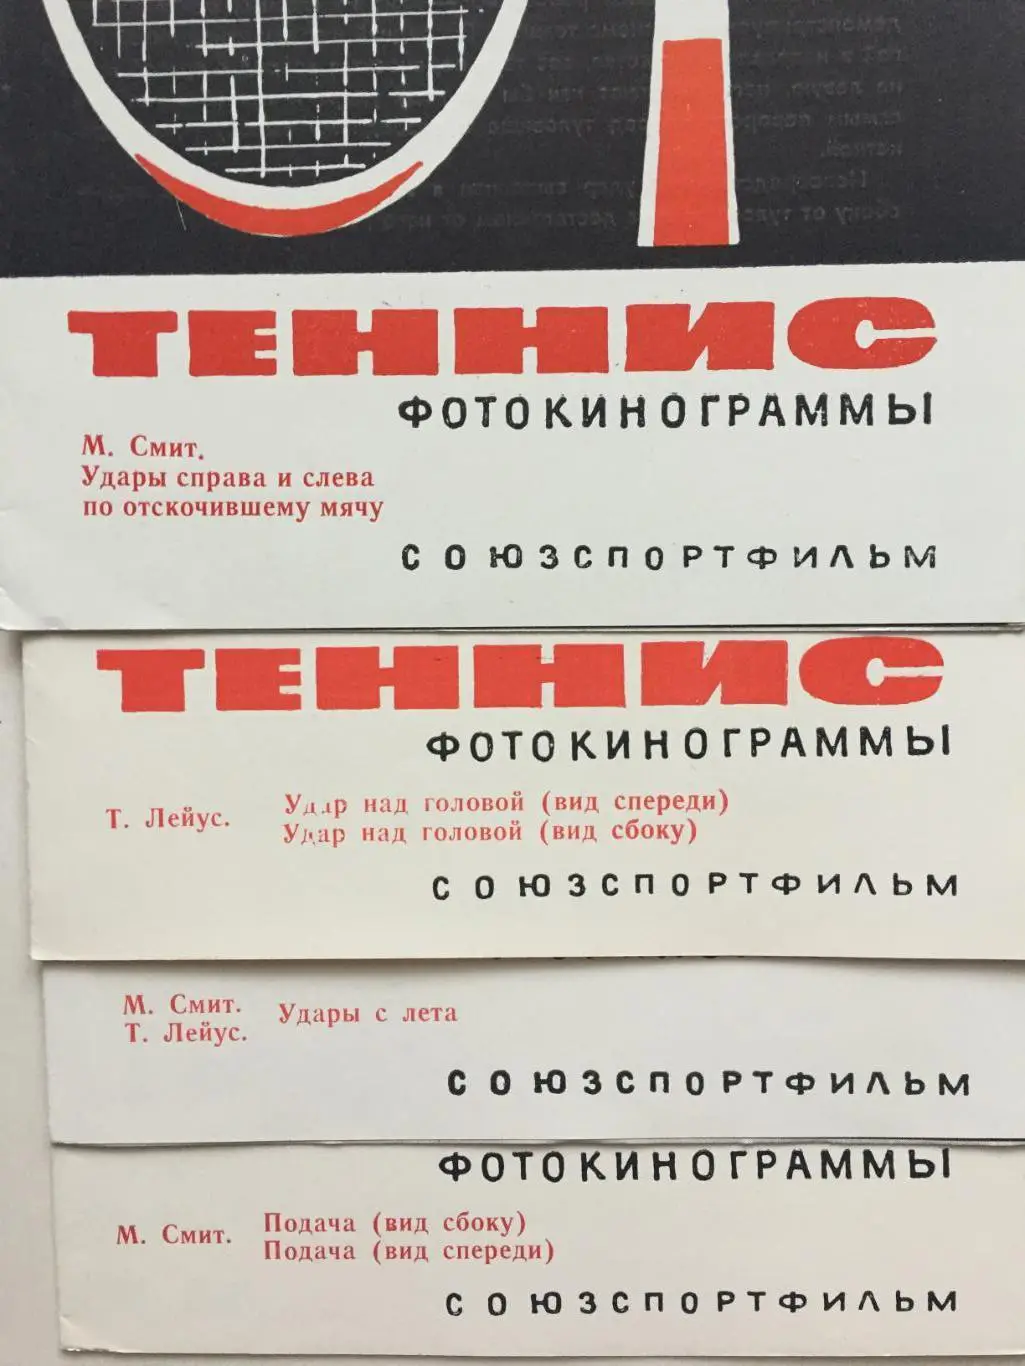 ТЕННИС
ФОТОКИНОГРАММЫ
М. Смит.
Удары справа и слева
по отскочившему мячу
СОЮЗСПОРТФИЛЬМ
ТЕННИС
ФОТОКИНОГРАММЫ
Т. Лейус. Удар над головой (вид спереди)
Удар над головой (вид сбоку)
СОЮЗСПОРТФИЛЬМ
М. Смит.
Т. Лейус. Удары с лета
СОЮЗСПОРТФИЛЬМ
ФОТОКИНОГРАММЫ
М. Смит. Подача (вид сбоку)
Подача (вид спереди)
СОЮЗСПОРТФИЛЬМ